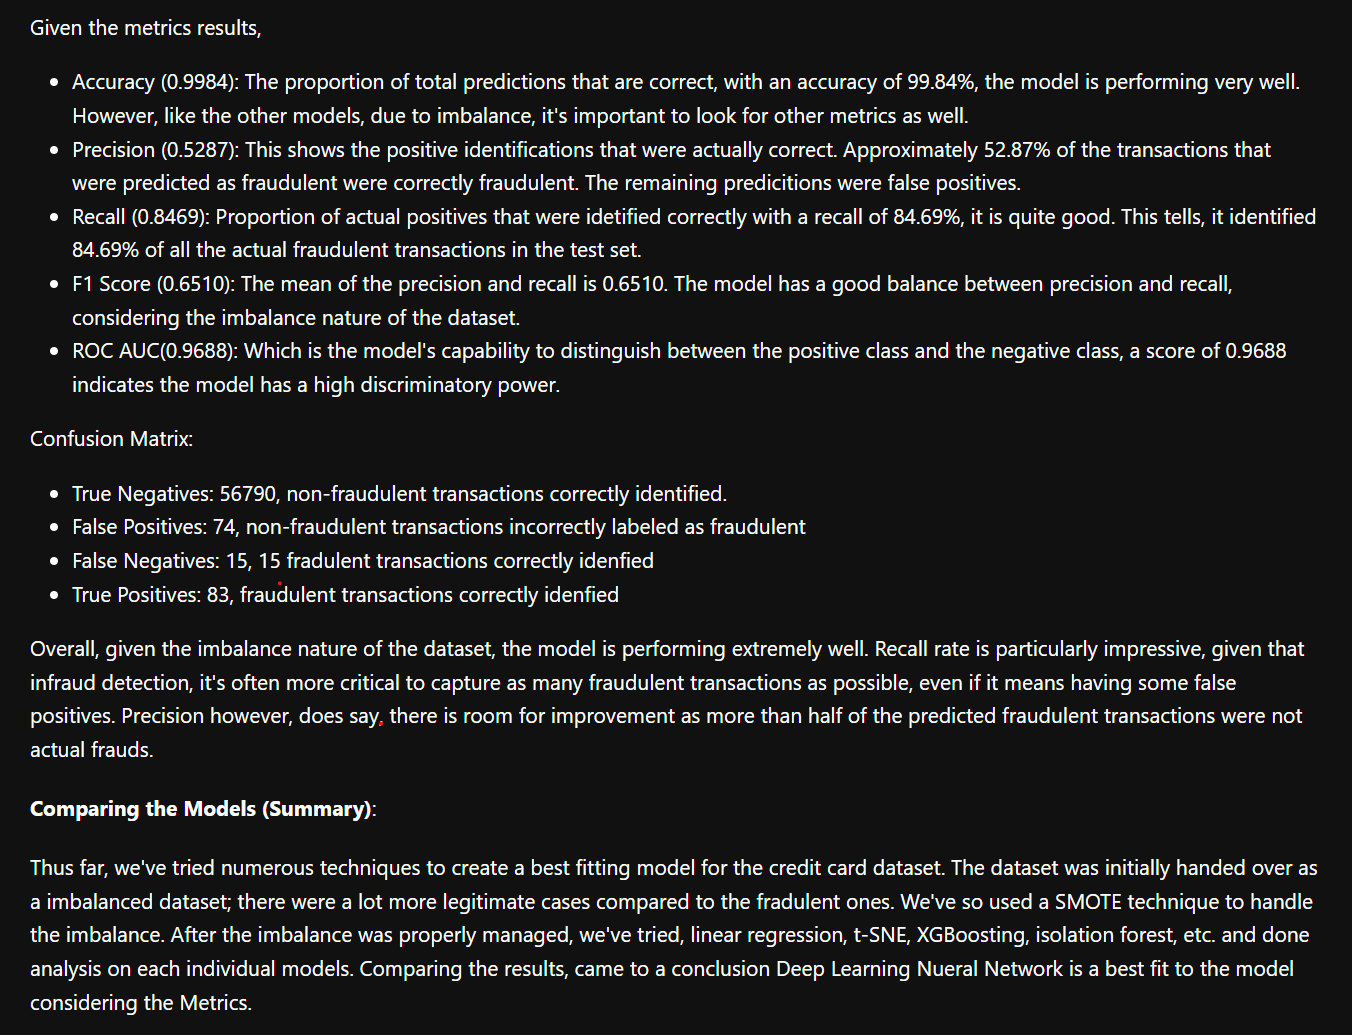 Given the metrics results,
• Accuracy (0.9984): The proportion of total predictions that are correct, with an accuracy of 99.84%, the model is performing very well.
However, like the other models, due to imbalance, it's important to look for other metrics as well.
• Precision (0.5287): This shows the positive identifications that were actually correct. Approximately 52.87% of the transactions that
were predicted as fraudulent were correctly fraudulent. The remaining predicitions were false positives.
• Recall (0.8469): Proportion of actual positives that were idetified correctly with a recall of 84.69%, it is quite good. This tells, it identified
84.69% of all the actual fraudulent transactions in the test set.
• F1 Score (0.6510): The mean of the precision and recall is 0.6510. The model has a good balance between precision and recall,
considering the imbalance nature of the dataset.
• ROC AUC(0.9688): Which is the model's capability to distinguish between the positive class and the negative class, a score of 0.9688
indicates the model has a high discriminatory power.
Confusion Matrix:
• True Negatives: 56790, non-fraudulent transactions correctly identified.
• False Positives: 74, non-fraudulent transactions incorrectly labeled as fraudulent
• False Negatives: 15, 15 fradulent transactions correctly idenfied
• True Positives: 83, fraudulent transactions correctly idenfied
Overall, given the imbalance nature of the dataset, the model is performing extremely well. Recall rate is particularly impressive, given that
infraud detection, it's often more critical to capture as many fraudulent transactions as possible, even if it means having some false
positives. Precision however, does say, there is room for improvement as more than half of the predicted fraudulent transactions were not
actual frauds.
Comparing the Models (Summary):
Thus far, we've tried numerous techniques to create a best fitting model for the credit card dataset. The dataset was initially handed over as
a imbalanced dataset; there were a lot more legitimate cases compared to the fradulent ones. We've so used a SMOTE technique to handle
the imbalance. After the imbalance was properly managed, we've tried, linear regression, t-SNE, XGBoosting, isolation forest, etc. and done
analysis on each individual models. Comparing the results, came to a conclusion Deep Learning Nueral Network is a best fit to the model
considering the Metrics.